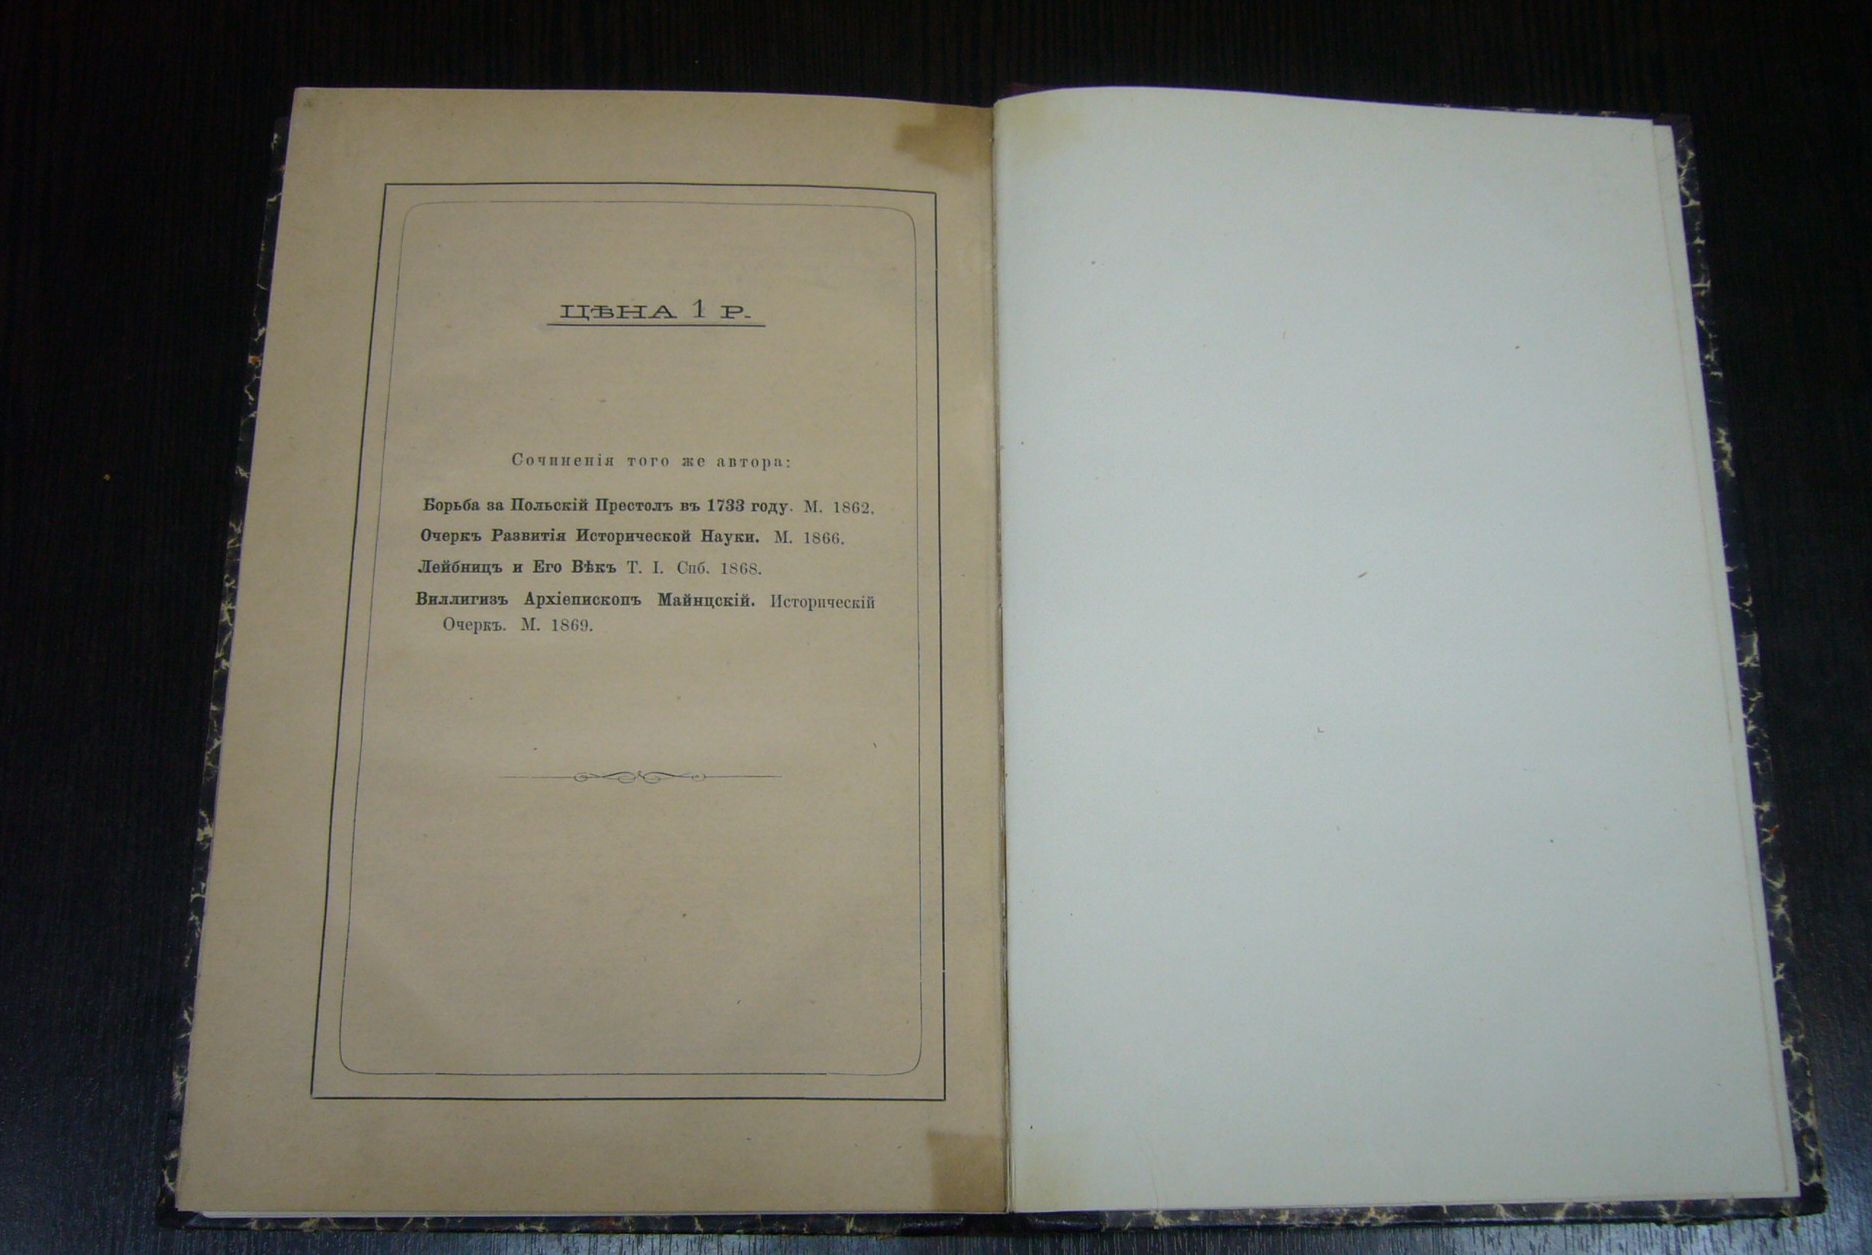 ЦѢНА 1 Р.
Сочиненія того же автора:
Борьба за Польскій Престолъ въ 1733 году. М. 1862.
Очеркъ Развитія Исторической Науки. М. 1866.
Лейбницъ и Его Вѣкъ Т. I. Спб. 1868.
Виллигизъ Архіепископъ Майнцскій. Историческій
Очеркъ. М. 1869.